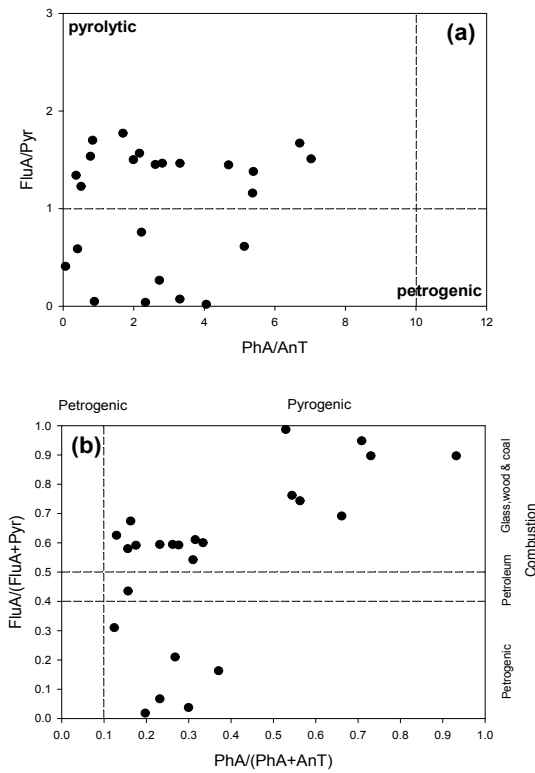 pyrolytic
(a)
3
2
1
0
FluA/Pyr
petrogenic
0 2 4 6 8 10 12
PhA/AnT
Petrogenic Pyrogenic
(b)
1.0
0.9
0.8
0.7
0.6
0.5
0.4
0.3
0.2
0.1
0.0
FluA/(FluA+Pyr)
Glass,wood & coal
Petroleum
Petrogenic
Combustion
0.0 0.1 0.2 0.3 0.4 0.5 0.6 0.7 0.8 0.9 1.0
PhA/(PhA+AnT)